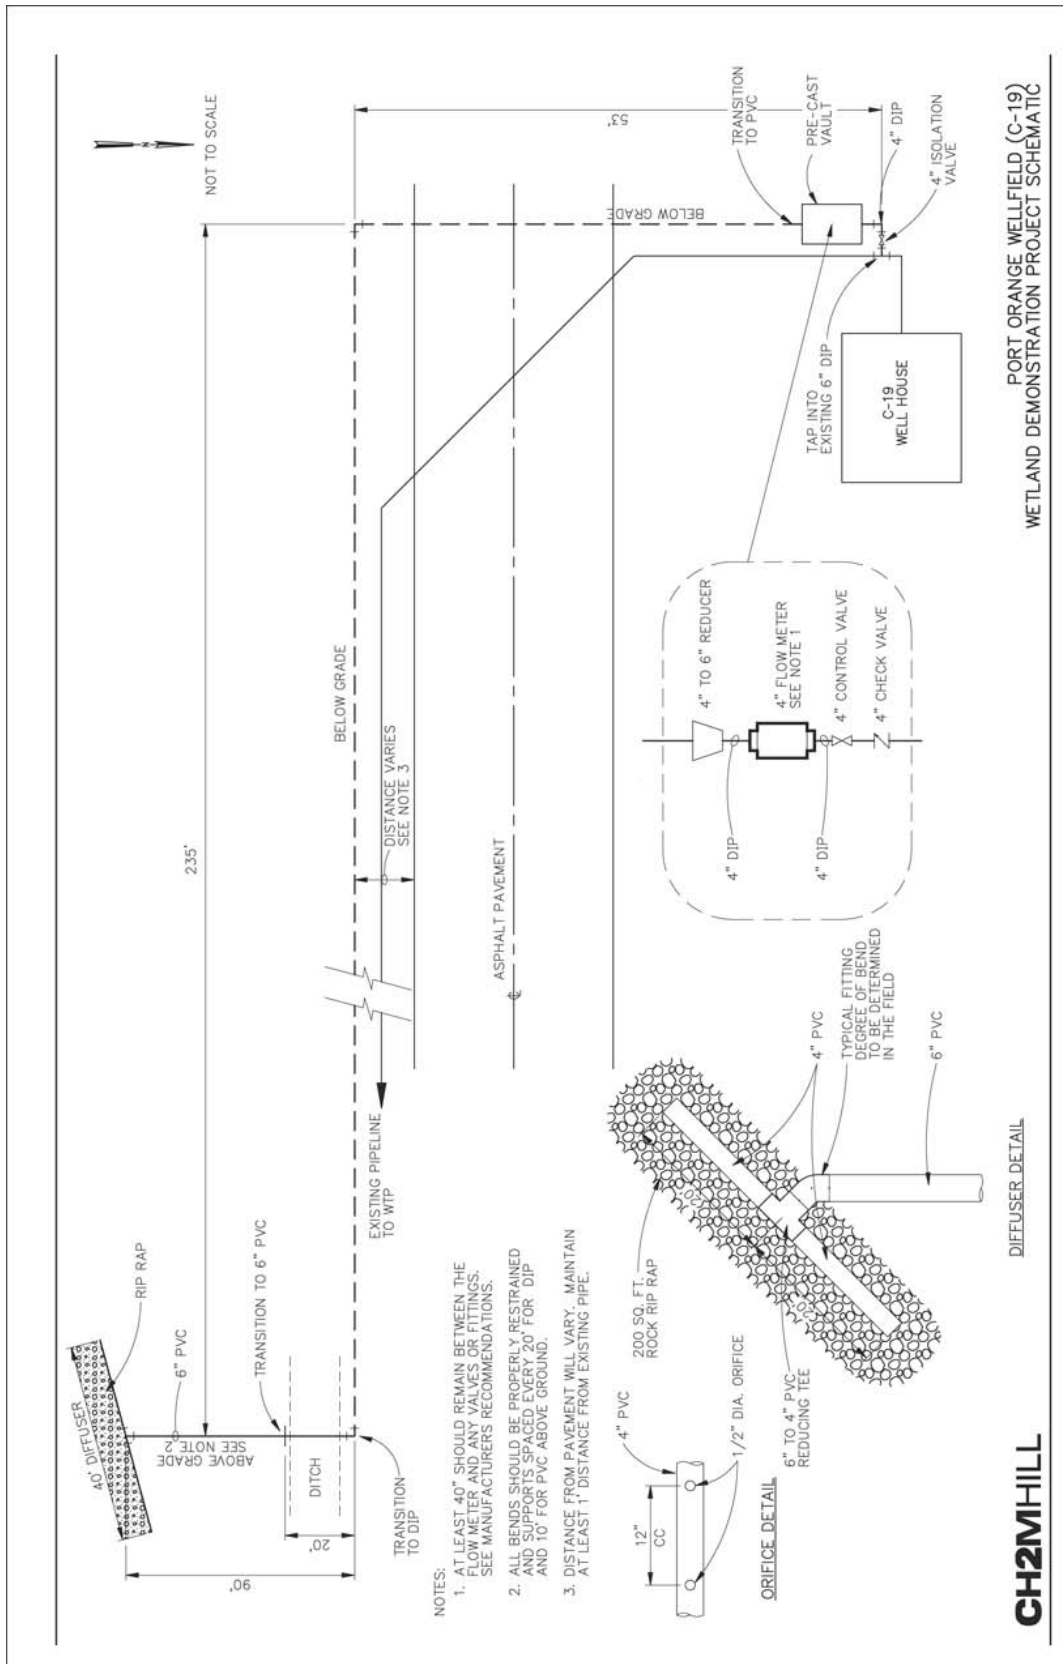 NOT TO SCALE
N
235'
53'
90'
20'
40' DIFFUSER
RIP RAP
6" PVC
ABOVE GRADE
SEE NOTE 2
TRANSITION TO 6" PVC
DITCH
TRANSITION
TO DIP
BELOW GRADE
DISTANCE VARIES
SEE NOTE 3
EXISTING PIPELINE
TO WTP
ASPHALT PAVEMENT
BELOW GRADE
TRANSITION
TO PVC
PRE-CAST
VAULT
4" DIP
4" ISOLATION
VALVE
TAP INTO
EXISTING 6" DIP
C-19
WELL HOUSE
NOTES:
1. AT LEAST 40" SHOULD REMAIN BETWEEN THE
FLOW METER AND ANY VALVES OR FITTINGS.
SEE MANUFACTURERS RECOMMENDATIONS.
2. ALL BENDS SHOULD BE PROPERLY RESTRAINED
AND SUPPORTS SPACED EVERY 20' FOR DIP
AND 10' FOR PVC ABOVE GROUND.
3. DISTANCE FROM PAVEMENT WILL VARY. MAINTAIN
AT LEAST 1' DISTANCE FROM EXISTING PIPE.
4" PVC
12"
CC
1/2" DIA. ORIFICE
ORIFICE DETAIL
200 SQ. FT.
ROCK RIP RAP
20'
6" TO 4" PVC
REDUCING TEE
4" PVC
TYPICAL FITTING
DEGREE OF BEND
TO BE DETERMINED
IN THE FIELD
6" PVC
DIFFUSER DETAIL
4" TO 6" REDUCER
4" DIP
4" FLOW METER
SEE NOTE 1
4" DIP
4" CONTROL VALVE
4" CHECK VALVE
CH2MHILL
PORT ORANGE WELLFIELD (C-19)
WETLAND DEMONSTRATION PROJECT SCHEMATIC